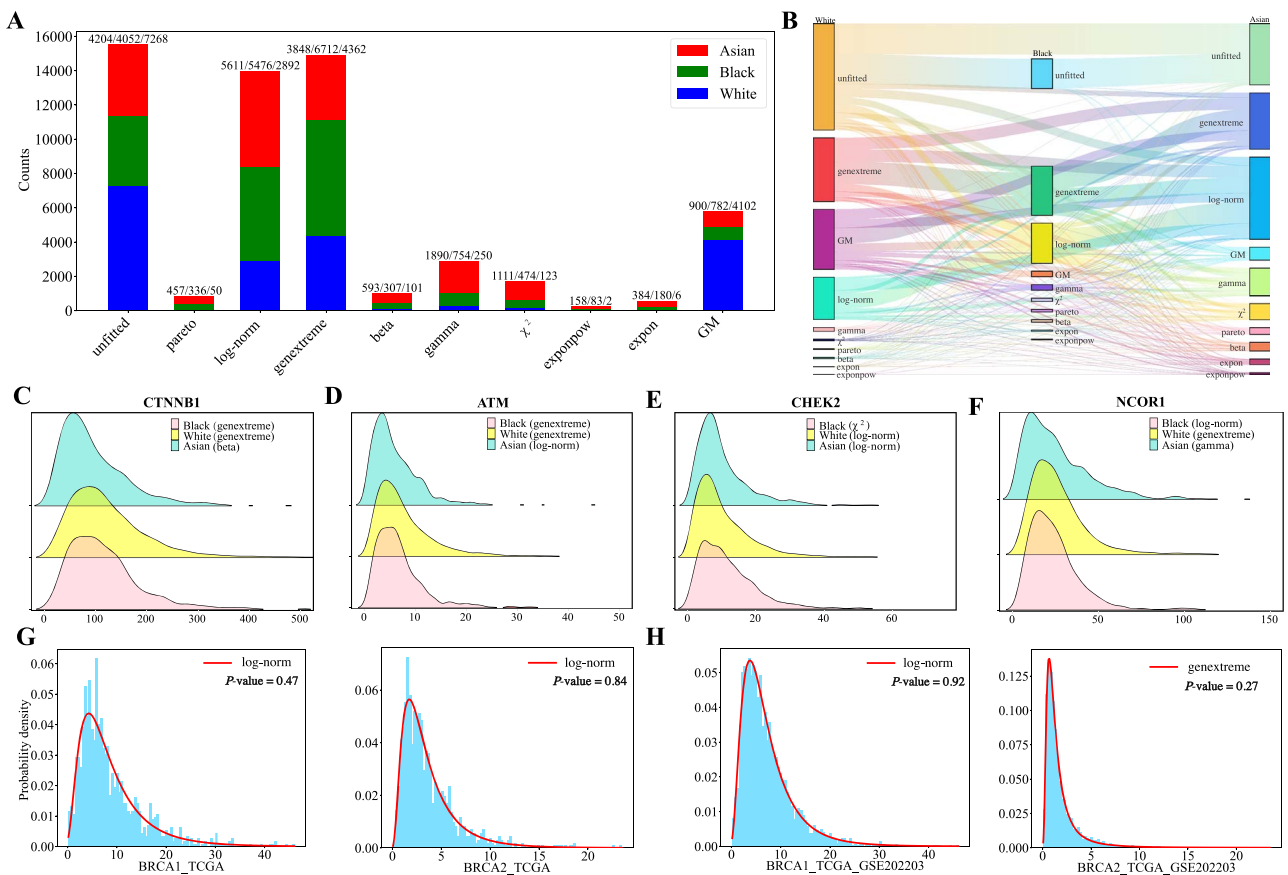 A
Counts
16000
14000
12000
10000
8000
6000
4000
2000
0
4204/4052/7268
457/336/50
5611/5476/2892
3848/6712/4362
593/307/101
1890/754/250
1111/474/123
158/83/2
384/180/6
900/782/4102
Asian
Black
White
unfitted
pareto
log-norm
genextreme
beta
gamma
χ²
exponpow
expon
GM
B
White
unfitted
genextreme
GM
log-norm
gamma
χ²
pareto
beta
expon
exponpow
Black
unfitted
genextreme
log-norm
GM
gamma
χ²
pareto
beta
expon
exponpow
Asian
unfitted
genextreme
log-norm
GM
gamma
χ²
pareto
beta
expon
exponpow
C
CTNNB1
Black (genextreme)
White (genextreme)
Asian (beta)
0 100 200 300 400 500
D
ATM
Black (genextreme)
White (genextreme)
Asian (log-norm)
0 10 20 30 40 50
E
CHEK2
Black (χ²)
White (log-norm)
Asian (log-norm)
0 20 40 60
F
NCOR1
Black (log-norm)
White (genextreme)
Asian (gamma)
0 50 100 150
G
Probability density
0.06
0.05
0.04
0.03
0.02
0.01
0.00
log-norm
P-value = 0.47
0 10 20 30 40
BRCA1_TCGA
0.06
0.04
0.02
0.00
log-norm
P-value = 0.84
0 5 10 15 20
BRCA2_TCGA
H
0.05
0.04
0.03
0.02
0.01
0.00
log-norm
P-value = 0.92
0 10 20 30 40
BRCA1_TCGA_GSE202203
0.125
0.100
0.075
0.050
0.025
0.000
genextreme
P-value = 0.27
0 5 10 15 20
BRCA2_TCGA_GSE202203